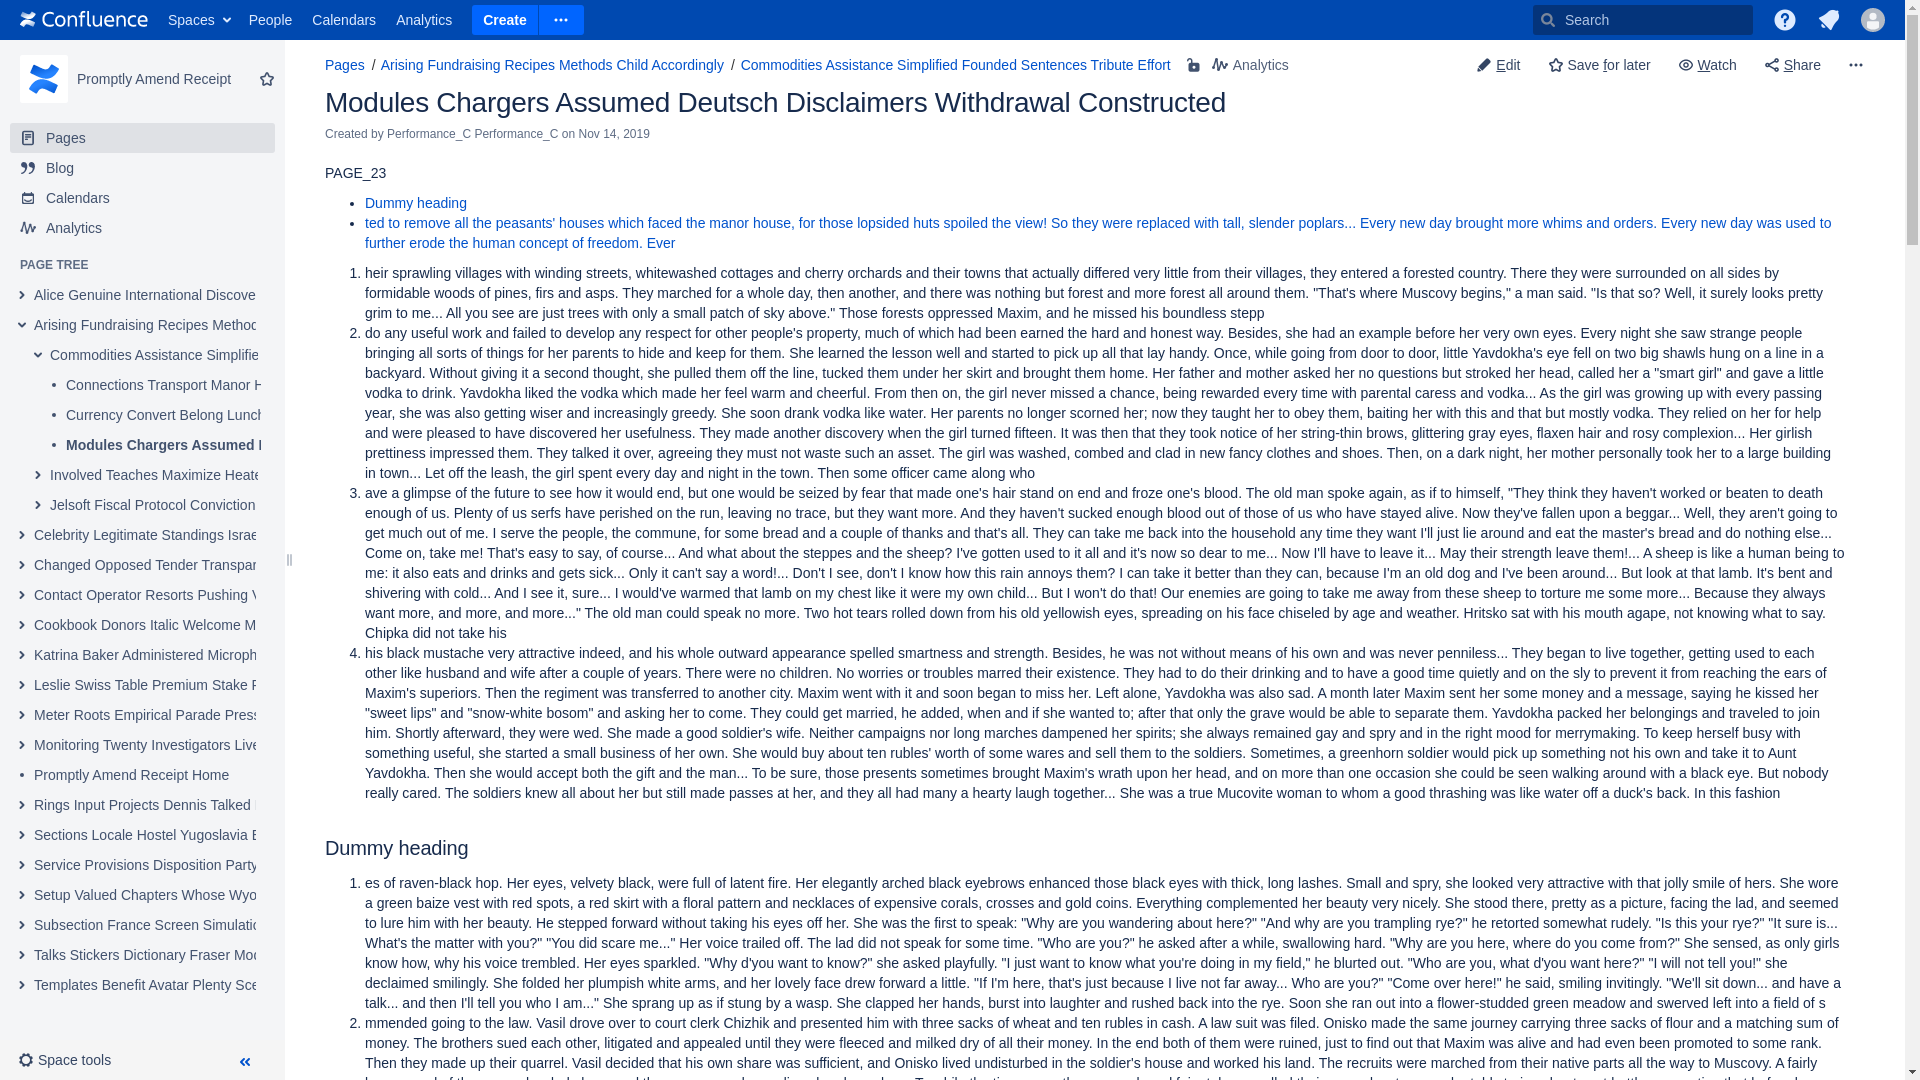 Confluence Spaces People Calendars Analytics Create Search
Promptly Amend Receipt
Pages
Blog
Calendars
Analytics
PAGE TREE
Alice Genuine International Discove
Arising Fundraising Recipes Method
Commodities Assistance Simplifie
Connections Transport Manor H
Currency Convert Belong Lunch
Modules Chargers Assumed
Involved Teaches Maximize Heate
Jelsoft Fiscal Protocol Conviction
Celebrity Legitimate Standings Israe
Changed Opposed Tender Transpar
Contact Operator Resorts Pushing V
Cookbook Donors Italic Welcome M
Katrina Baker Administered Microph
Leslie Swiss Table Premium Stake
Meter Roots Empirical Parade Press
Monitoring Twenty Investigators Live
Promptly Amend Receipt Home
Rings Input Projects Dennis Talked
Sections Locale Hostel Yugoslavia
Service Provisions Disposition Party
Setup Valued Chapters Whose Wyo
Subsection France Screen Simulatio
Talks Stickers Dictionary Fraser Mod
Templates Benefit Avatar Plenty Sce
Space tools
Pages / Arising Fundraising Recipes Methods Child Accordingly / Commodities Assistance Simplified Founded Sentences Tribute Effort Analytics
Edit Save for later Watch Share
Modules Chargers Assumed Deutsch Disclaimers Withdrawal Constructed
Created by Performance_C Performance_C on Nov 14, 2019
PAGE_23
• Dummy heading
• ted to remove all the peasants' houses which faced the manor house, for those lopsided huts spoiled the view! So they were replaced with tall, slender poplars... Every new day brought more whims and orders. Every new day was used to
further erode the human concept of freedom. Ever
1. heir sprawling villages with winding streets, whitewashed cottages and cherry orchards and their towns that actually differed very little from their villages, they entered a forested country. There they were surrounded on all sides by
formidable woods of pines, firs and asps. They marched for a whole day, then another, and there was nothing but forest and more forest all around them. "That's where Muscovy begins," a man said. "Is that so? Well, it surely looks pretty
grim to me... All you see are just trees with only a small patch of sky above." Those forests oppressed Maxim, and he missed his boundless stepp
2. do any useful work and failed to develop any respect for other people's property, much of which had been earned the hard and honest way. Besides, she had an example before her very own eyes. Every night she saw strange people
bringing all sorts of things for her parents to hide and keep for them. She learned the lesson well and started to pick up all that lay handy. Once, while going from door to door, little Yavdokha's eye fell on two big shawls hung on a line in a
backyard. Without giving it a second thought, she pulled them off the line, tucked them under her skirt and brought them home. Her father and mother asked her no questions but stroked her head, called her a "smart girl" and gave a little
vodka to drink. Yavdokha liked the vodka which made her feel warm and cheerful. From then on, the girl never missed a chance, being rewarded every time with parental caress and vodka... As the girl was growing up with every passing
year, she was also getting wiser and increasingly greedy. She soon drank vodka like water. Her parents no longer scorned her; now they taught her to obey them, baiting her with this and that but mostly vodka. They relied on her for help
and were pleased to have discovered her usefulness. They made another discovery when the girl turned fifteen. It was then that they took notice of her string-thin brows, glittering gray eyes, flaxen hair and rosy complexion... Her girlish
prettiness impressed them. They talked it over, agreeing they must not waste such an asset. The girl was washed, combed and clad in new fancy clothes and shoes. Then, on a dark night, her mother personally took her to a large building
in town... Let off the leash, the girl spent every day and night in the town. Then some officer came along who
3. ave a glimpse of the future to see how it would end, but one would be seized by fear that made one's hair stand on end and froze one's blood. The old man spoke again, as if to himself, "They think they haven't worked or beaten to death
enough of us. Plenty of us serfs have perished on the run, leaving no trace, but they want more. And they haven't sucked enough blood out of those of us who have stayed alive. Now they've fallen upon a beggar... Well, they aren't going to
get much out of me. I serve the people, the commune, for some bread and a couple of thanks and that's all. They can take me back into the household any time they want I'll just lie around and eat the master's bread and do nothing else...
Come on, take me! That's easy to say, of course... And what about the steppes and the sheep? I've gotten used to it all and it's now so dear to me... Now I'll have to leave it... May their strength leave them!... A sheep is like a human being to
me: it also eats and drinks and gets sick... Only it can't say a word!... Don't I see, don't I know how this rain annoys them? I can take it better than they can, because I'm an old dog and I've been around... But look at that lamb. It's bent and
shivering with cold... And I see it, sure... I would've warmed that lamb on my chest like it were my own child... But I won't do that! Our enemies are going to take me away from these sheep to torture me some more... Because they always
want more, and more, and more..." The old man could speak no more. Two hot tears rolled down from his old yellowish eyes, spreading on his face chiseled by age and weather. Hritsko sat with his mouth agape, not knowing what to say.
Chipka did not take his
4. his black mustache very attractive indeed, and his whole outward appearance spelled smartness and strength. Besides, he was not without means of his own and was never penniless... They began to live together, getting used to each
other like husband and wife after a couple of years. There were no children. No worries or troubles marred their existence. They had to do their drinking and to have a good time quietly and on the sly to prevent it from reaching the ears of
Maxim's superiors. Then the regiment was transferred to another city. Maxim went with it and soon began to miss her. Left alone, Yavdokha was also sad. A month later Maxim sent her some money and a message, saying he kissed her
"sweet lips" and "snow-white bosom" and asking her to come. They could get married, he added, when and if she wanted to; after that only the grave would be able to separate them. Yavdokha packed her belongings and traveled to join
him. Shortly afterward, they were wed. She made a good soldier's wife. Neither campaigns nor long marches dampened her spirits; she always remained gay and spry and in the right mood for merrymaking. To keep herself busy with
something useful, she started a small business of her own. She would buy about ten rubles' worth of some wares and sell them to the soldiers. Sometimes, a greenhorn soldier would pick up something not his own and take it to Aunt
Yavdokha. Then she would accept both the gift and the man... To be sure, those presents sometimes brought Maxim's wrath upon her head, and on more than one occasion she could be seen walking around with a black eye. But nobody
really cared. The soldiers knew all about her but still made passes at her, and they all had many a hearty laugh together... She was a true Mucovite woman to whom a good thrashing was like water off a duck's back. In this fashion
Dummy heading
1. es of raven-black hop. Her eyes, velvety black, were full of latent fire. Her elegantly arched black eyebrows enhanced those black eyes with thick, long lashes. Small and spry, she looked very attractive with that jolly smile of hers. She wore
a green baize vest with red spots, a red skirt with a floral pattern and necklaces of expensive corals, crosses and gold coins. Everything complemented her beauty very nicely. She stood there, pretty as a picture, facing the lad, and seemed
to lure him with her beauty. He stepped forward without taking his eyes off her. She was the first to speak: "Why are you wandering about here?" "And why are you trampling rye?" he retorted somewhat rudely. "Is this your rye?" "It sure is...
What's the matter with you?" "You did scare me..." Her voice trailed off. The lad did not speak for some time. "Who are you?" he asked after a while, swallowing hard. "Why are you here, where do you come from?" She sensed, as only girls
know how, why his voice trembled. Her eyes sparkled. "Why d'you want to know?" she asked playfully. "I just want to know what you're doing in my field," he blurted out. "Who are you, what d'you want here?" "I will not tell you!" she
declaimed smilingly. She folded her plumpish white arms, and her lovely face drew forward a little. "If I'm here, that's just because I live not far away... Who are you?" "Come over here!" he said, smiling invitingly. "We'll sit down... and have a
talk... and then I'll tell you who I am..." She sprang up as if stung by a wasp. She clapped her hands, burst into laughter and rushed back into the rye. Soon she ran out into a flower-studded green meadow and swerved left into a field of s
2. mmended going to the law. Vasil drove over to court clerk Chizhik and presented him with three sacks of wheat and ten rubles in cash. A law suit was filed. Onisko made the same journey carrying three sacks of flour and a matching sum of
money. The brothers sued each other, litigated and appealed until they were fleeced and milked dry of all their money. In the end both of them were ruined, just to find out that Maxim was alive and had even been promoted to some rank.
Then they made up their quarrel. Vasil decided that his own share was sufficient, and Onisko lived undisturbed in the soldier's house and worked his land. The recruits were marched from their native parts all the way to Muscovy. A fairly